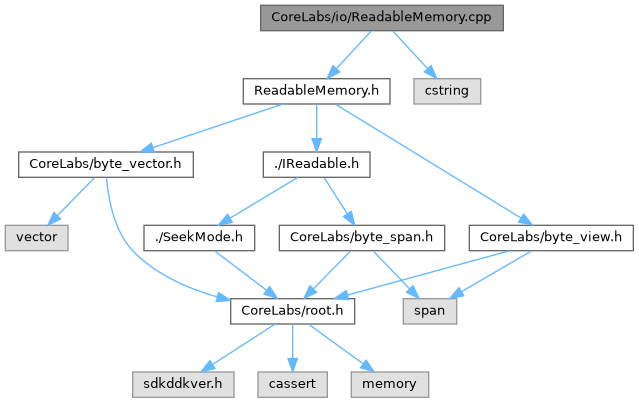 CoreLabs/io/ReadableMemory.cpp
ReadableMemory.h
cstring
CoreLabs/byte_vector.h
./IReadable.h
vector
./SeekMode.h
CoreLabs/byte_span.h
CoreLabs/byte_view.h
CoreLabs/root.h
span
sdkddkver.h
cassert
memory